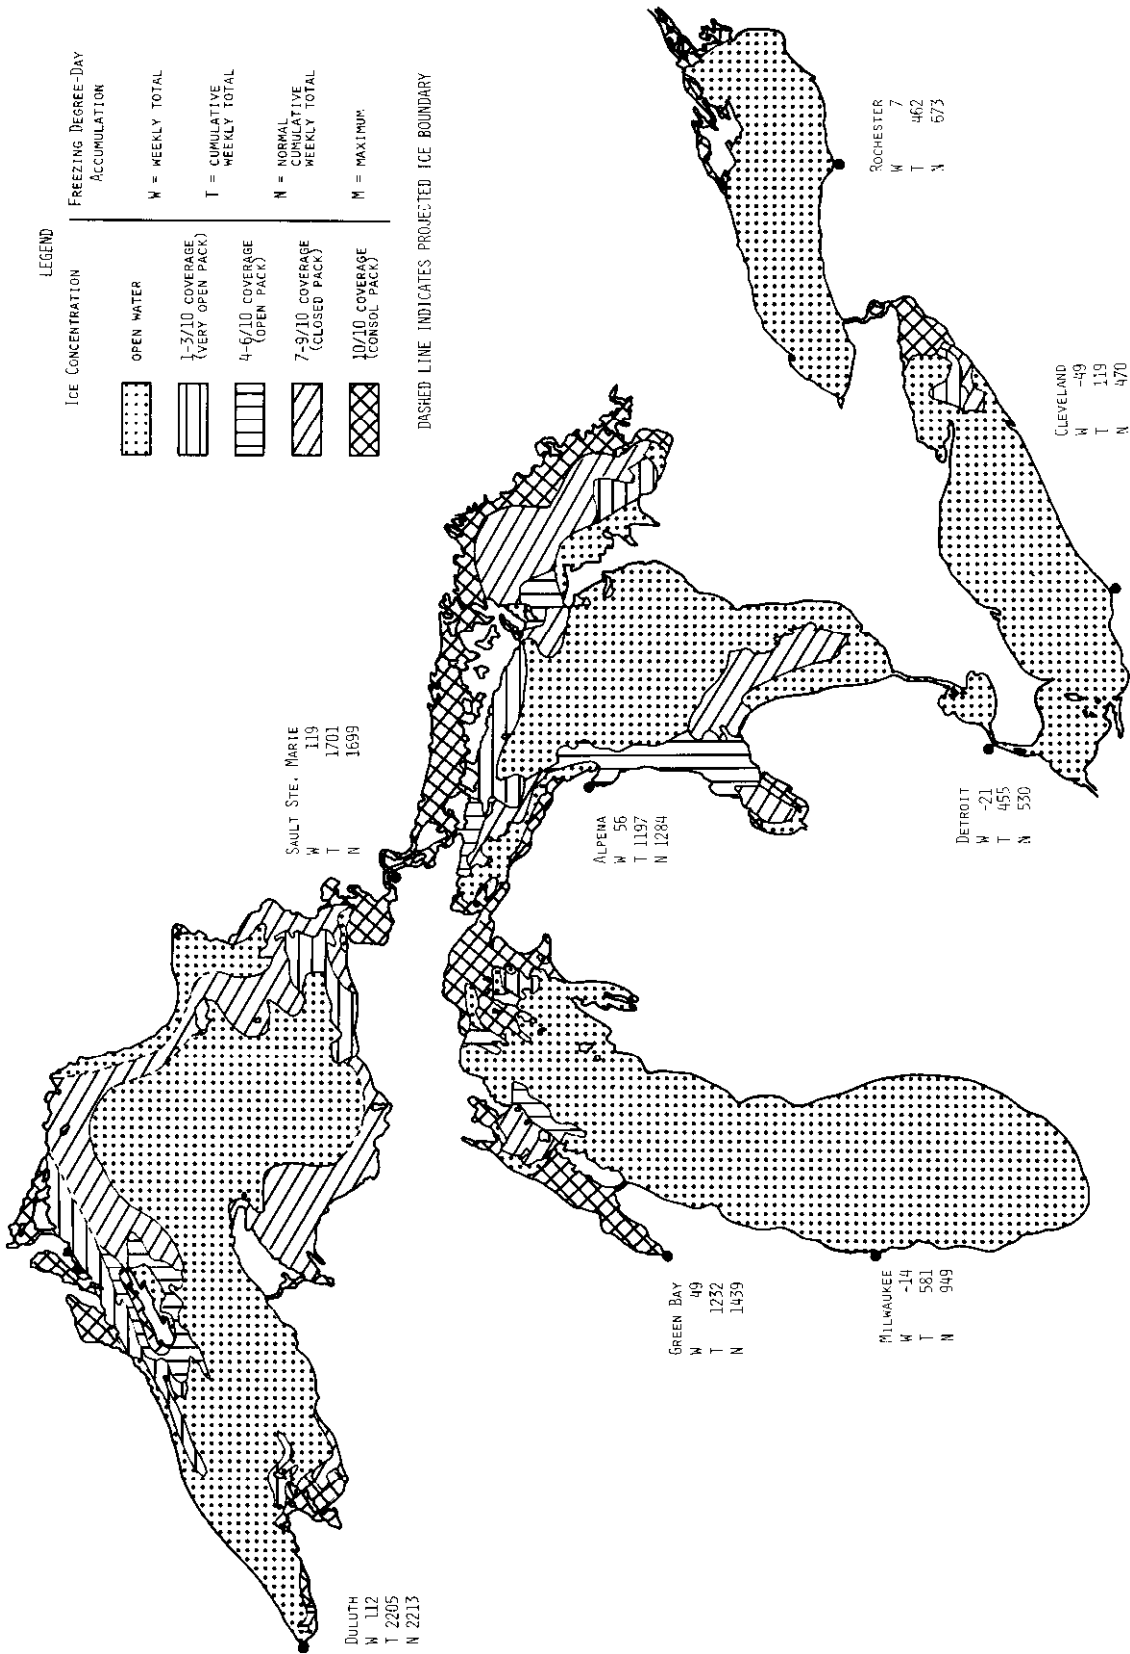 LEGEND
ICE CONCENTRATION
OPEN WATER
1-3/10 COVERAGE
(VERY OPEN PACK)
4-6/10 COVERAGE
(OPEN PACK)
7-9/10 COVERAGE
(CLOSED PACK)
10/10 COVERAGE
(CONSOL PACK)
FREEZING DEGREE-DAY
ACCUMULATION
W = WEEKLY TOTAL
T = CUMULATIVE
WEEKLY TOTAL
N = NORMAL
CUMULATIVE
WEEKLY TOTAL
M = MAXIMUM
DASHED LINE INDICATES PROJECTED ICE BOUNDARY
DULUTH
W 112
T 2205
N 2213
SAULT STE. MARIE
W 119
T 1701
N 1699
GREEN BAY
W 49
T 1232
N 1439
ALPENA
W 56
T 1197
N 1284
MILWAUKEE
W -14
T 581
N 949
DETROIT
W -21
T 455
N 530
CLEVELAND
W -49
T 119
N 470
ROCHESTER
W 7
T 462
N 673